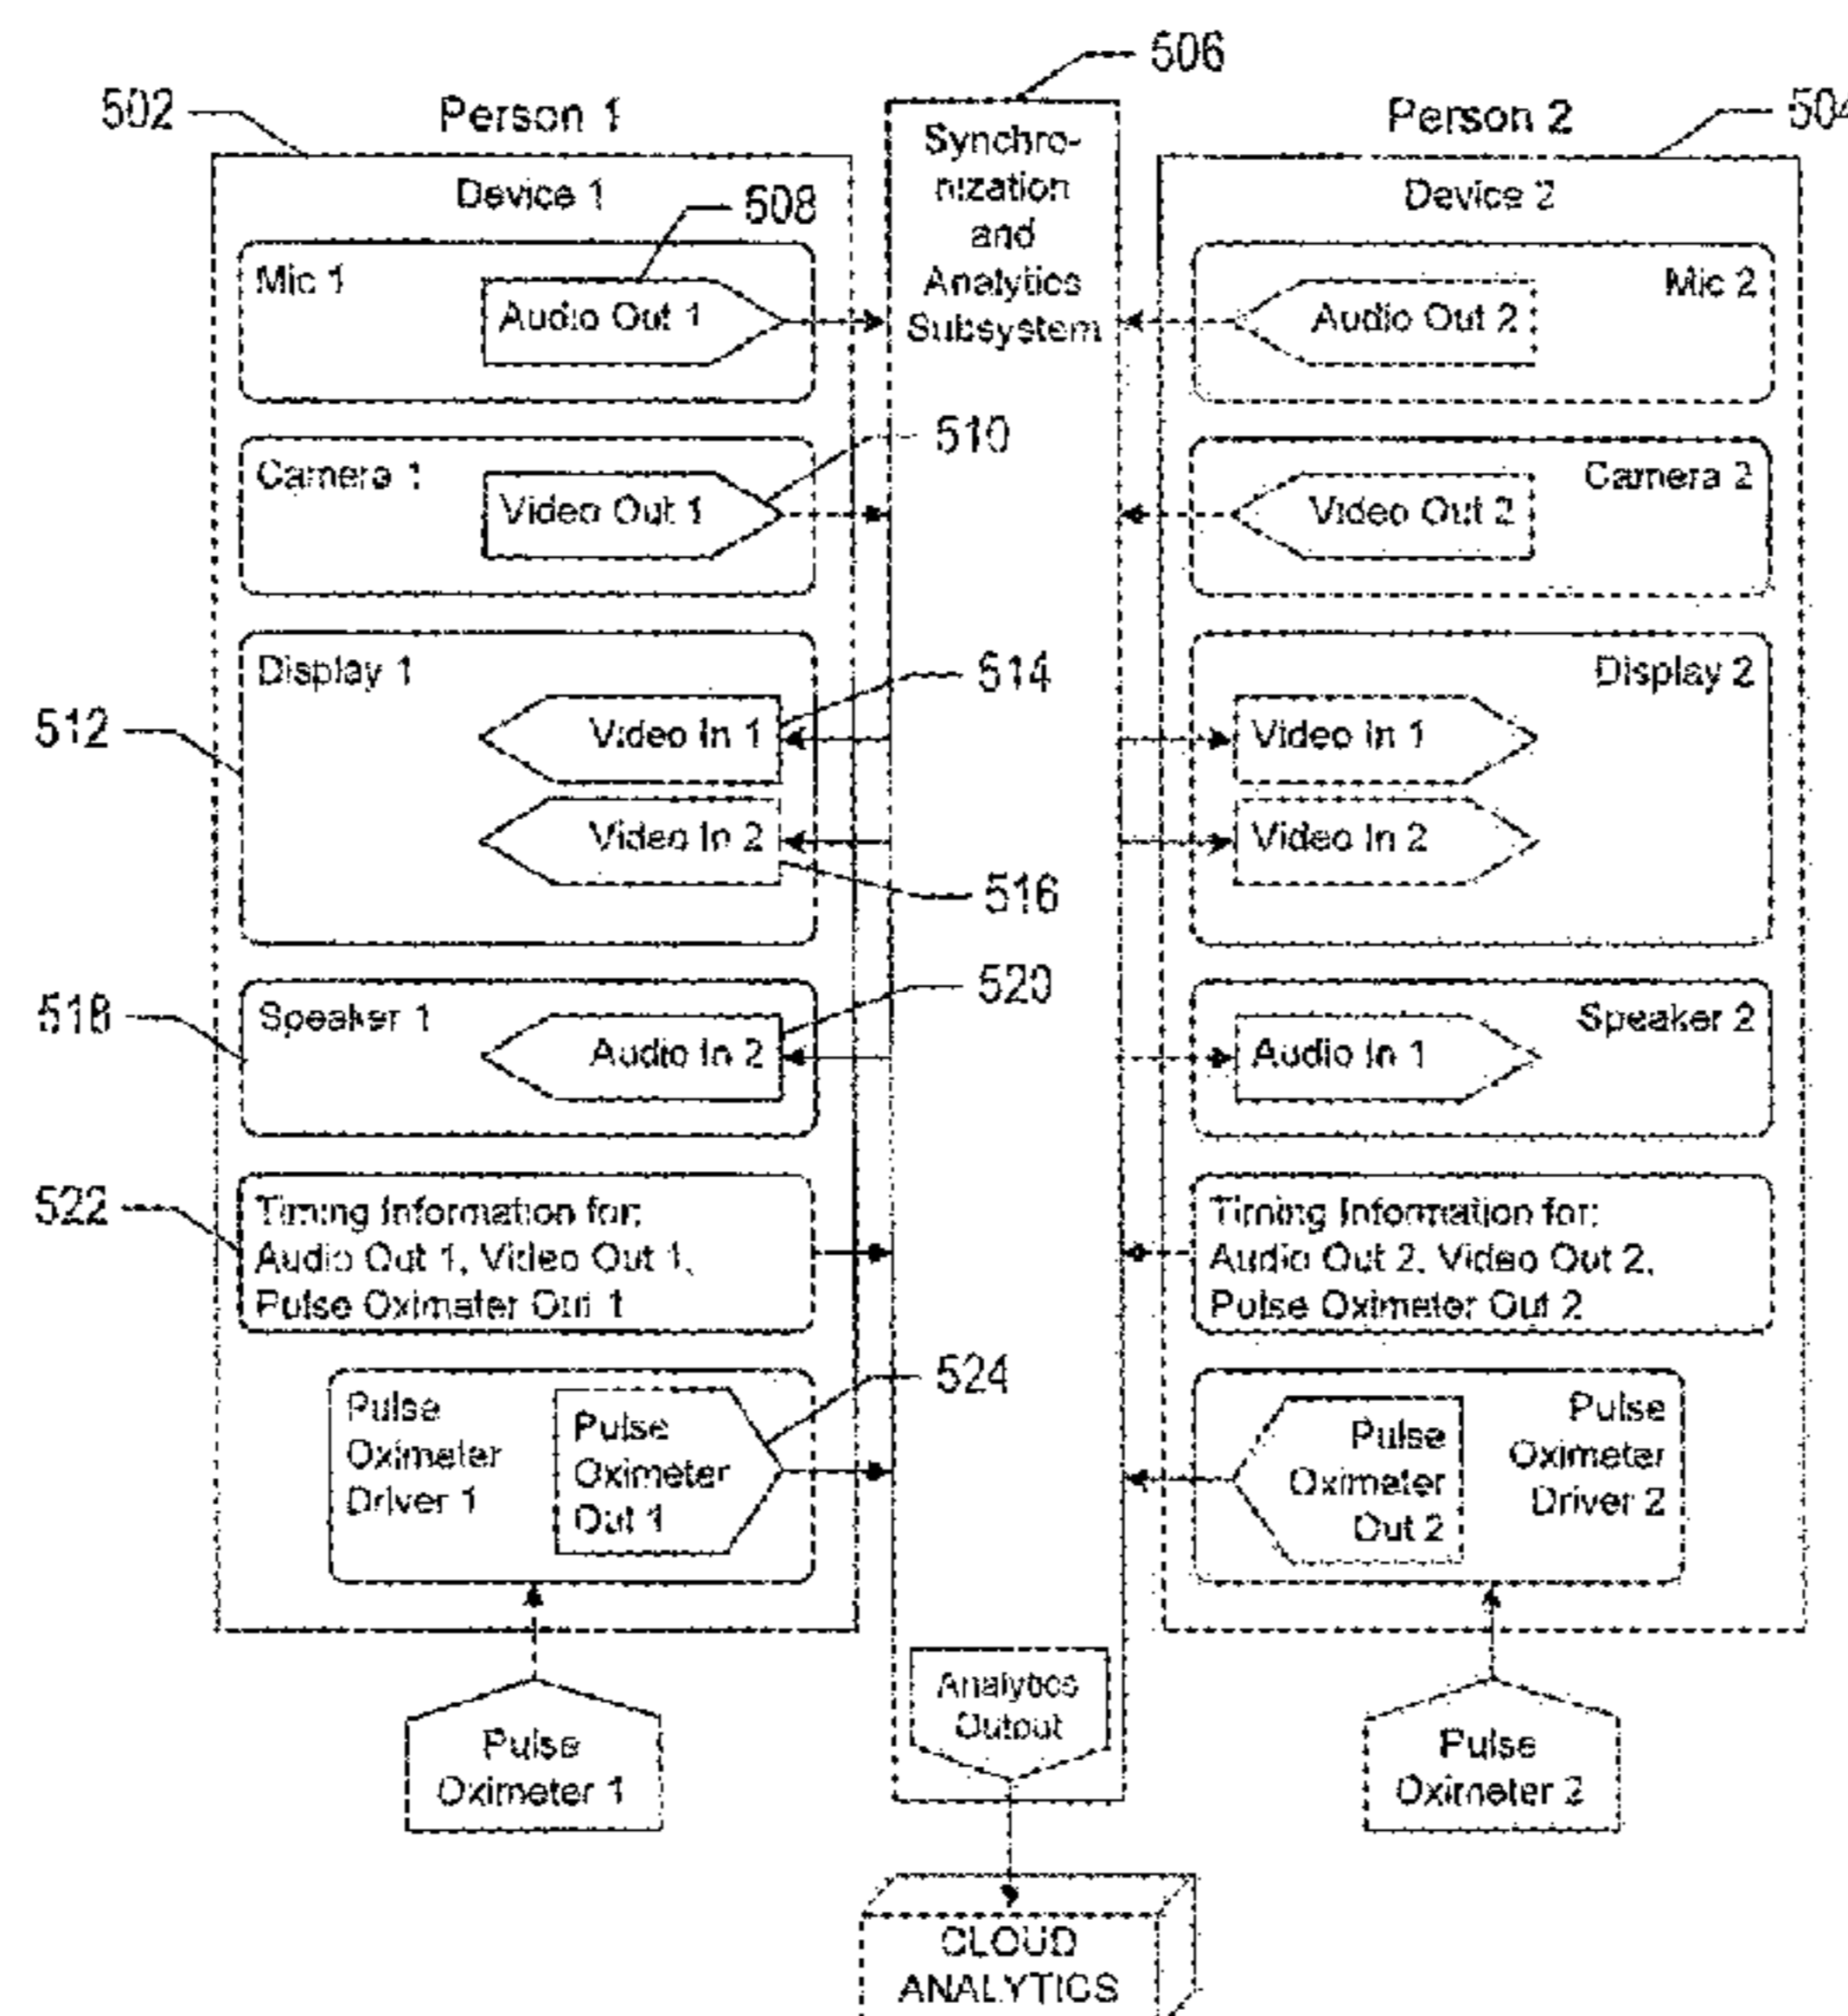 506
502
Person 1
Person 2
504
Synchro-
nization
and
Analytics
Subsystem
Device 1
508
Mic 1
Audio Out 1
Device 2
Mic 2
Audio Out 2
510
Camera 1
Video Out 1
Camera 2
Video Out 2
512
Display 1
514
Video In 1
Video In 2
516
Display 2
Video In 1
Video In 2
518
Speaker 1
520
Audio In 2
Speaker 2
Audio In 1
522
Timing Information for:
Audio Out 1, Video Out 1,
Pulse Oximeter Out 1
Timing Information for:
Audio Out 2, Video Out 2,
Pulse Oximeter Out 2
524
Pulse
Oximeter
Driver 1
Pulse
Oximeter
Out 1
Pulse
Oximeter
Out 2
Pulse
Oximeter
Driver 2
Analytics
Output
Pulse
Oximeter 1
Pulse
Oximeter 2
CLOUD
ANALYTICS